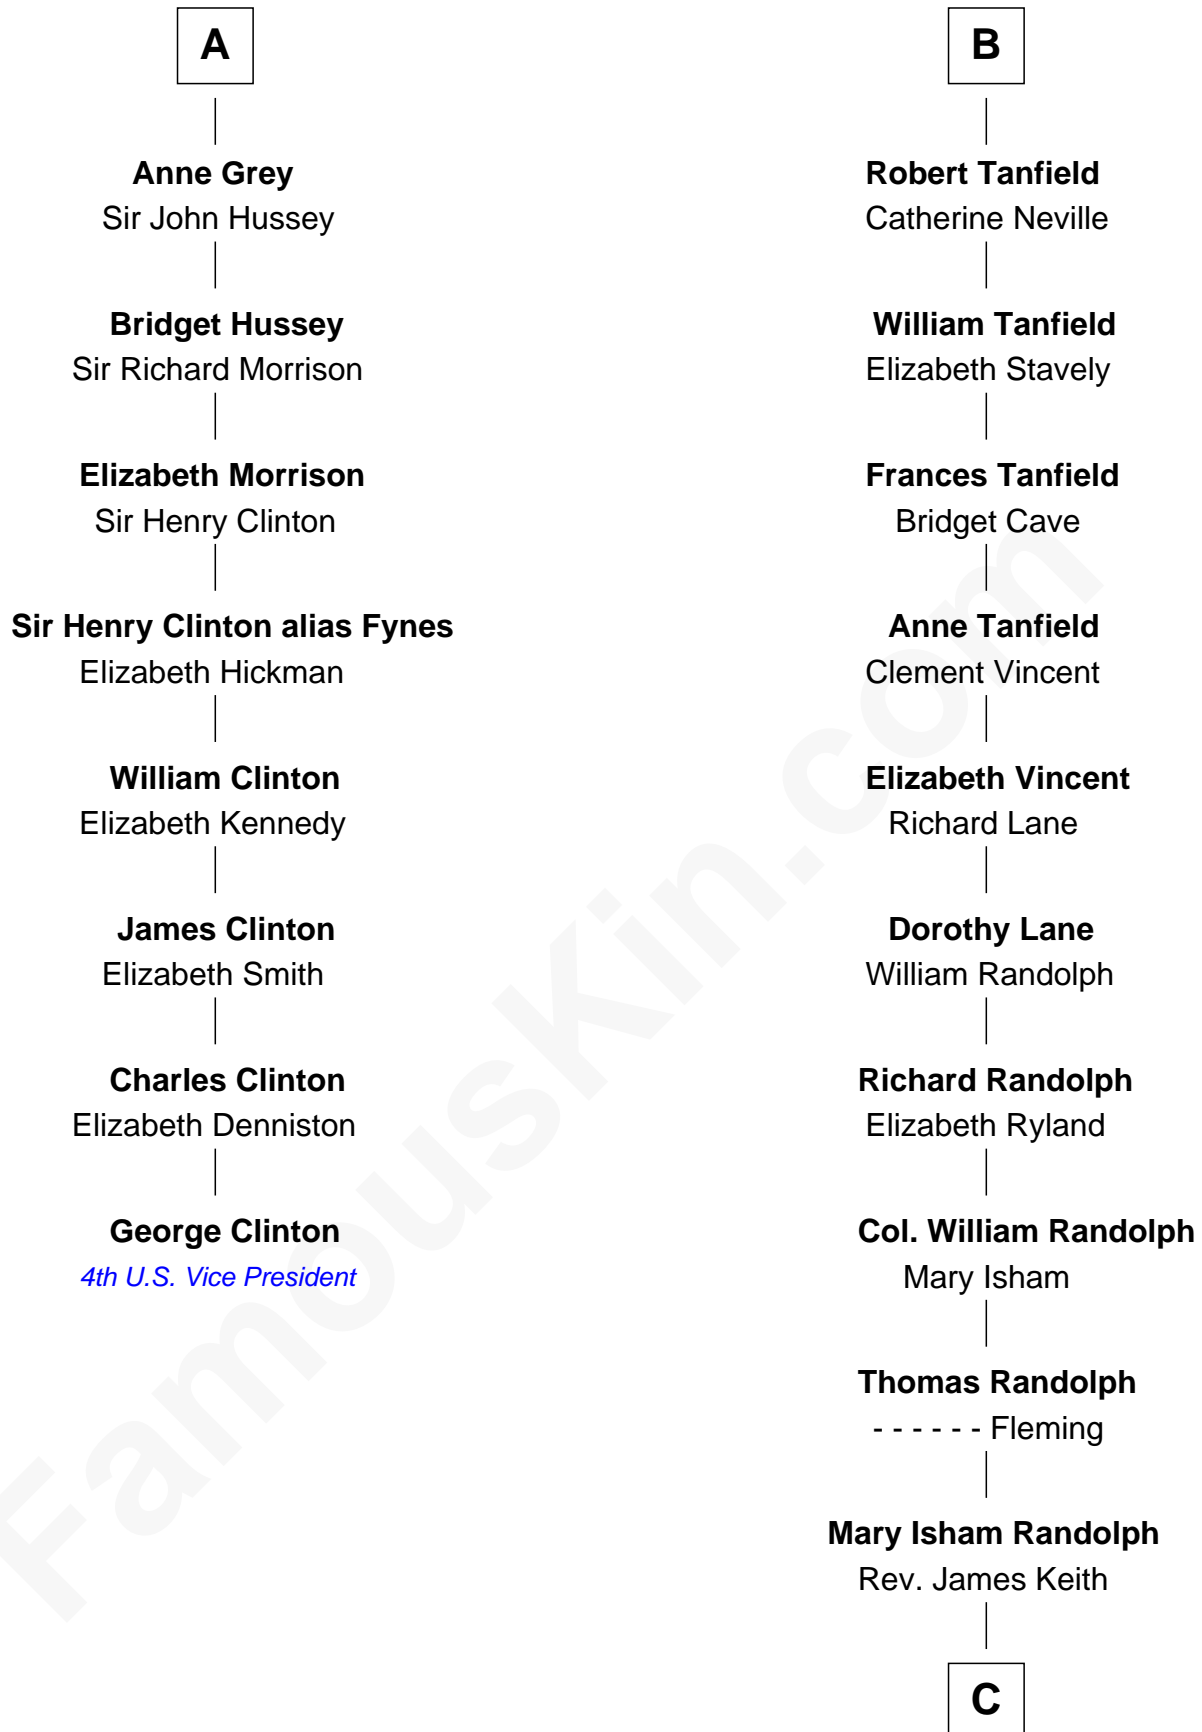 A
Anne Grey
Sir John Hussey
Bridget Hussey
Sir Richard Morrison
Elizabeth Morrison
Sir Henry Clinton
Sir Henry Clinton alias Fynes
Elizabeth Hickman
William Clinton
Elizabeth Kennedy
James Clinton
Elizabeth Smith
Charles Clinton
Elizabeth Denniston
George Clinton
4th U.S. Vice President
B
Robert Tanfield
Catherine Neville
William Tanfield
Elizabeth Stavely
Frances Tanfield
Bridget Cave
Anne Tanfield
Clement Vincent
Elizabeth Vincent
Richard Lane
Dorothy Lane
William Randolph
Richard Randolph
Elizabeth Ryland
Col. William Randolph
Mary Isham
Thomas Randolph
- - - - - - Fleming
Mary Isham Randolph
Rev. James Keith
C
FamousKin.com